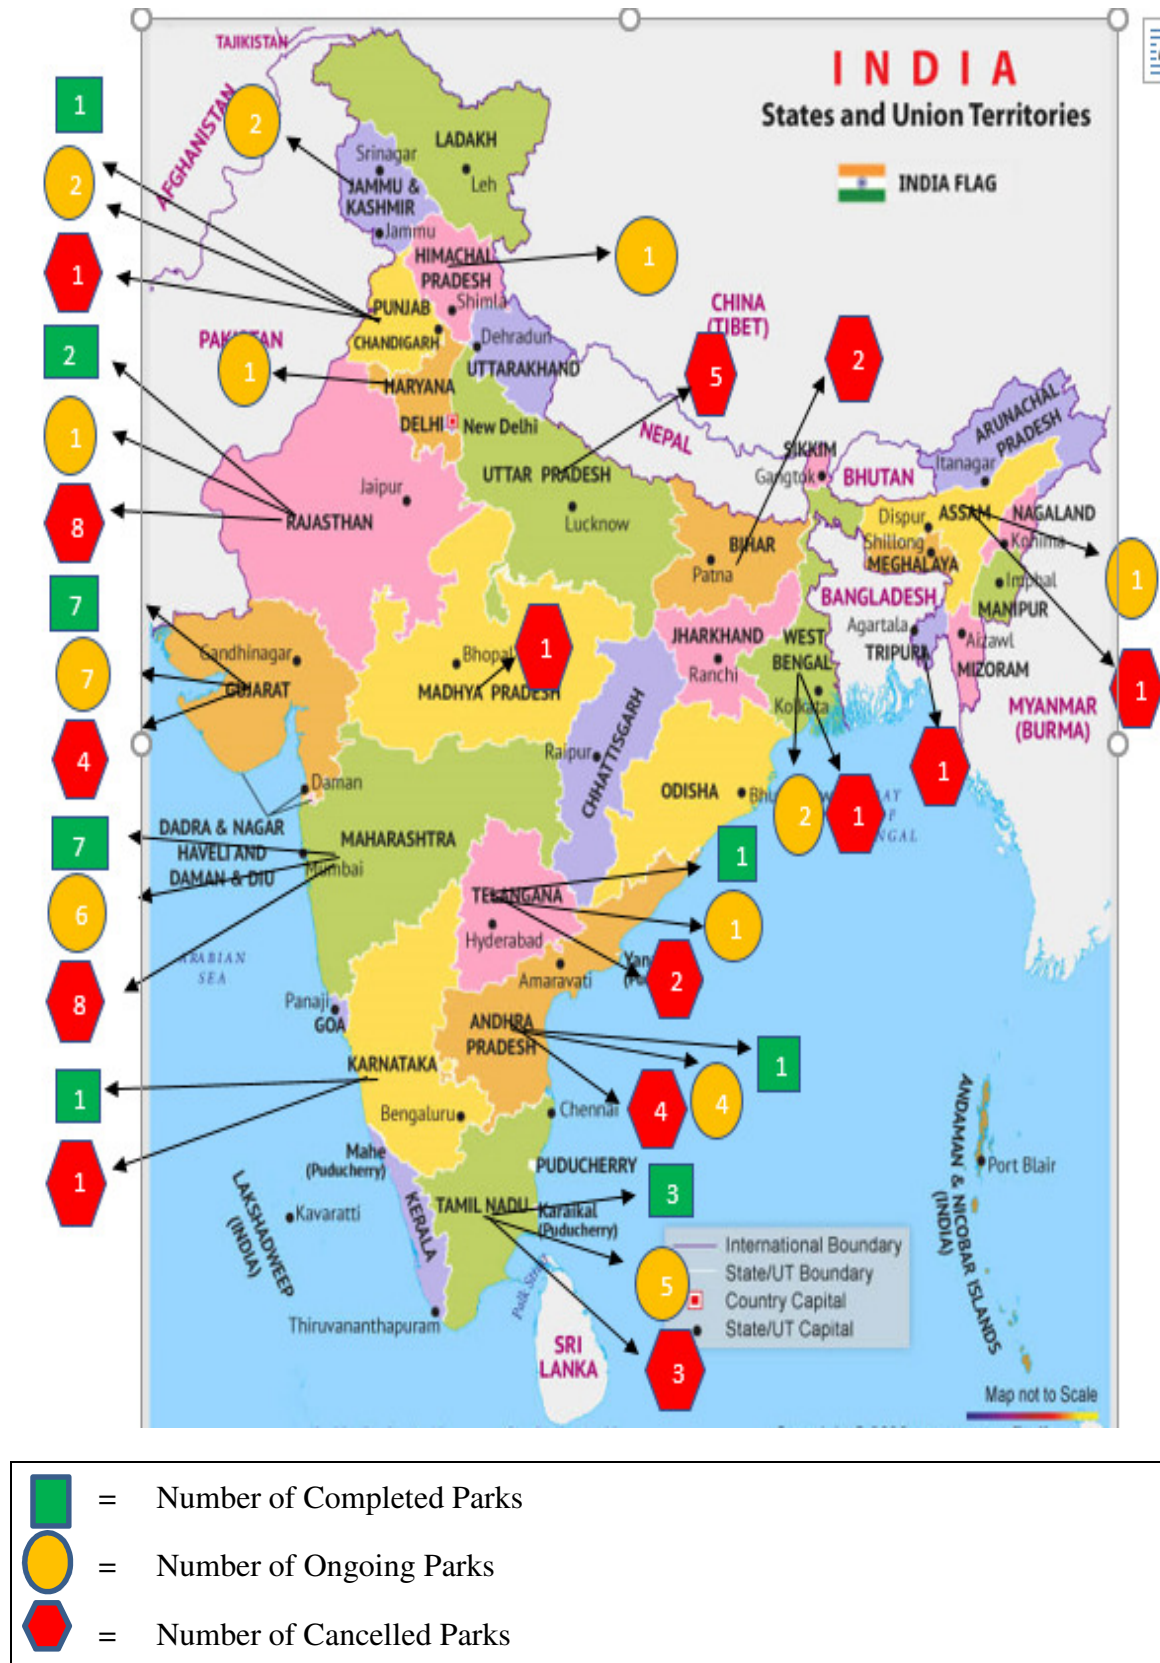 TAJIKISTAN
INDIA
States and Union Territories
INDIA FLAG
AFGHANISTAN
1
2
LADAKH
Srinagar
Leh
JAMMU &
KASHMIR
Jammu
2
1
HIMACHAL
PRADESH
1
Shimla
PUNJAB
CHANDIGARH
Dehradun
UTTARAKHAND
CHINA
(TIBET)
PAKISTAN
2
1
HARYANA
5
2
DELHI
New Delhi
NEPAL
1
UTTAR PRADESH
Lucknow
SIKKIM
Gangtok
BHUTAN
ARUNACHAL
PRADESH
Itanagar
Jaipur
RAJASTHAN
8
BIHAR
Patna
Dispur
ASSAM
NAGALAND
Shillong
Kohima
MEGHALAYA
Imphal
MANIPUR
1
7
BANGLADESH
Agartala
TRIPURA
Aizawl
MIZORAM
1
Gandhinagar
GUJARAT
7
Bhopal
1
MADHYA PRADESH
JHARKHAND
Ranchi
WEST
BENGAL
Kolkata
MYANMAR
(BURMA)
4
Raipur
CHHATTISGARH
1
Daman
ODISHA
2
1
DADRA & NAGAR
HAVELI AND
DAMAN & DIU
7
MAHARASHTRA
Mumbai
1
6
TELANGANA
Hyderabad
1
ARABIAN
SEA
8
Amaravati
2
Panaji
GOA
ANDHRA
PRADESH
1
KARNATAKA
1
4
4
Bengaluru
Chennai
1
Mahe
(Puducherry)
PUDUCHERRY
ANDAMAN & NICOBAR ISLANDS
(INDIA)
Port Blair
LAKSHADWEEP
(INDIA)
Kavaratti
KERALA
TAMIL NADU
Karaikal
(Puducherry)
3
5
Thiruvananthapuram
Palk Strait
SRI
LANKA
3
International Boundary
State/UT Boundary
Country Capital
State/UT Capital
Map not to Scale
= Number of Completed Parks
= Number of Ongoing Parks
= Number of Cancelled Parks